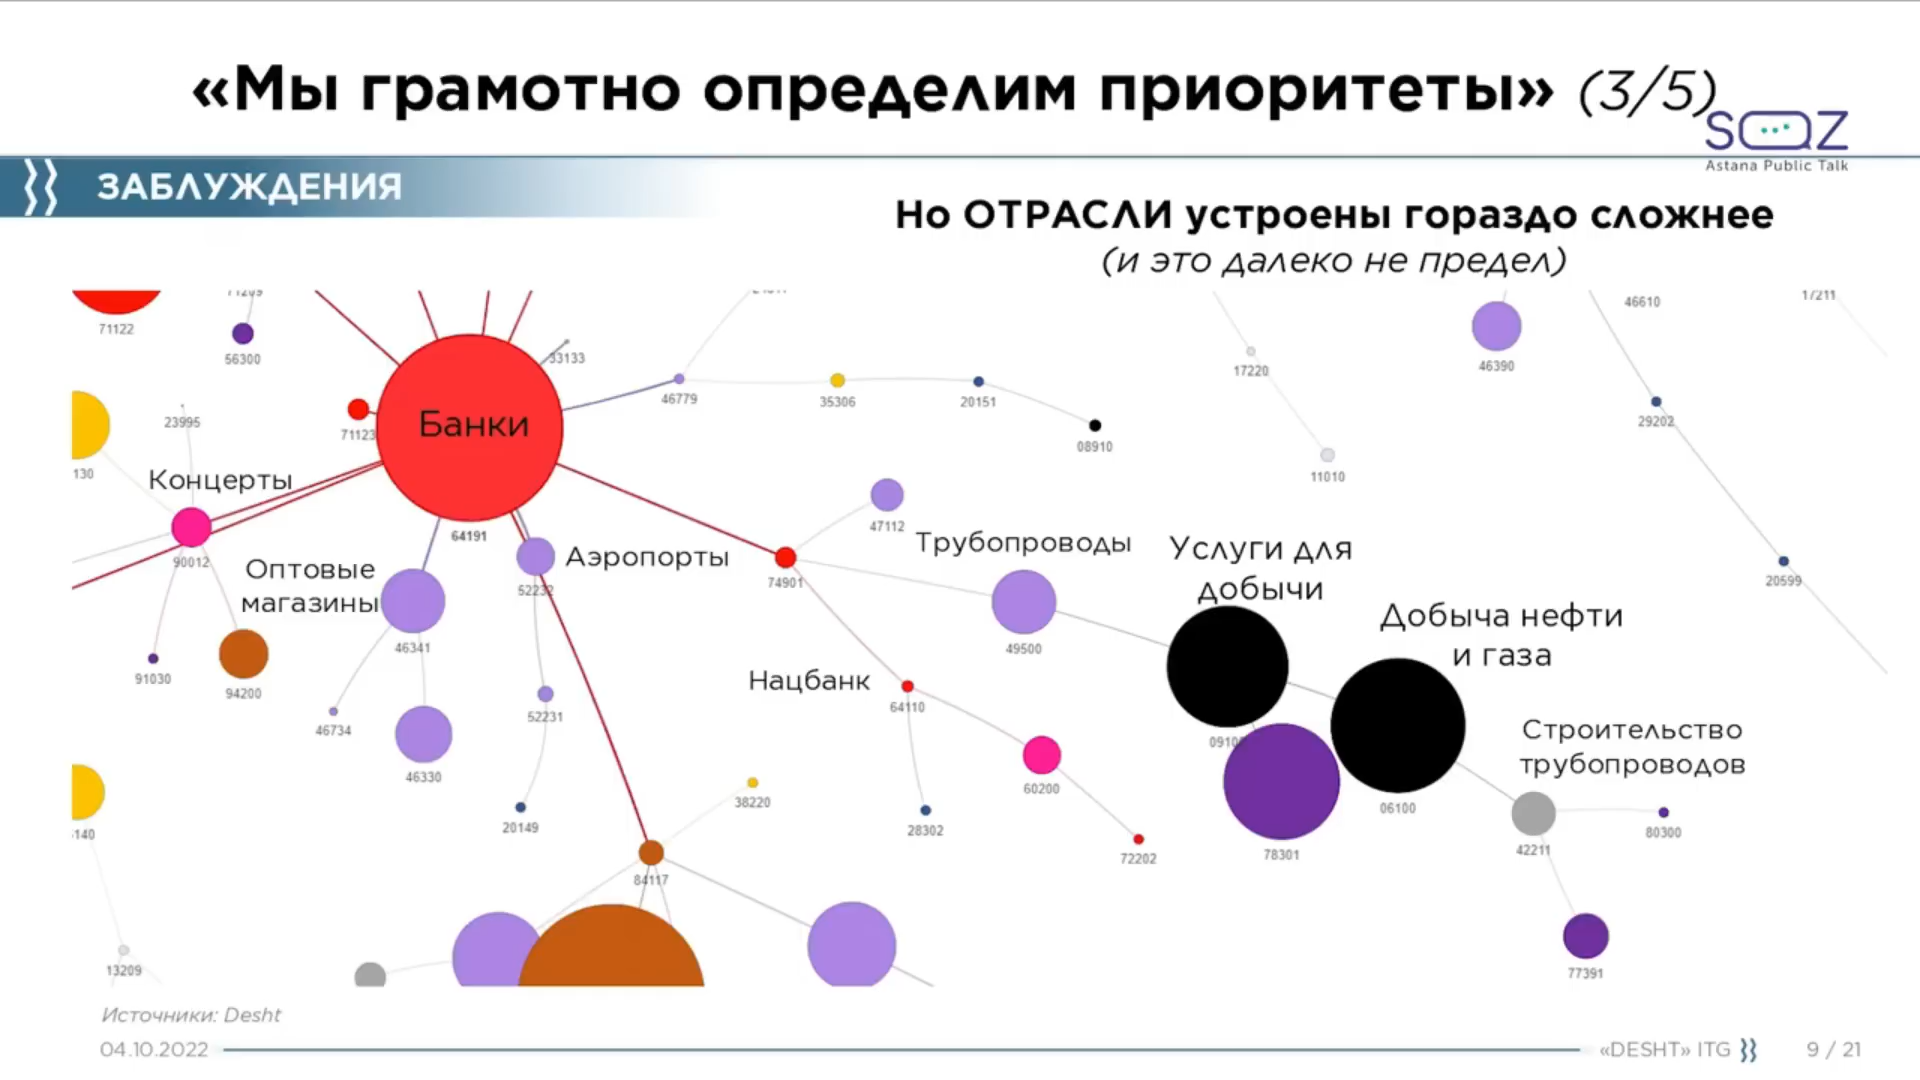 «Мы грамотно определим приоритеты» (3/5)
SOZ
Astana Public Talk
ЗАБЛУЖДЕНИЯ
Но ОТРАСЛИ устроены гораздо сложнее
(и это далеко не предел)
71122
56300
33133
46779
35306
20151
08910
17220
11010
46390
46610
17211
29202
20599
71123
Банки
64191
23995
130
Концерты
90012
91030
94200
Оптовые
магазины
46341
46734
46330
Аэропорты
52232
52231
20149
74901
47112
Трубопроводы
49500
Услуги для
добычи
0910
Добыча нефти
и газа
06100
78301
Строительство
трубопроводов
42211
80300
77391
Нацбанк
64110
28302
60200
72202
38220
84117
140
13209
Источники: Desht
04.10.2022
«DESHT» ITG
9 / 21